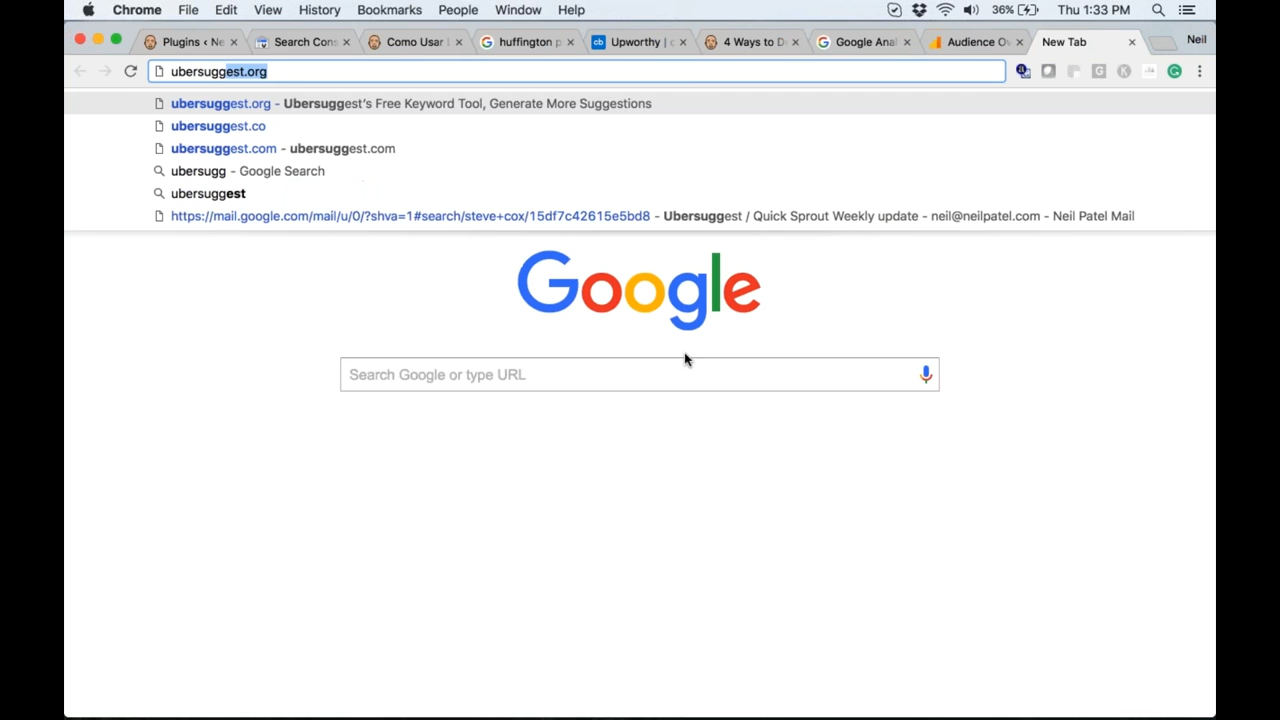 Chrome File Edit View History Bookmarks People Window Help 36% Thu 1:33 PM
Plugins ‹ Ne Search Cons Como Usar huffington p cb Upworthy | c 4 Ways to D Google Anal Audience Ov New Tab Neil
ubersuggest.org
ubersuggest.org - Ubersuggest's Free Keyword Tool, Generate More Suggestions
ubersuggest.co
ubersuggest.com - ubersuggest.com
ubersugg - Google Search
ubersuggest
https://mail.google.com/mail/u/0/?shva=1#search/steve+cox/15df7c42615e5bd8 - Ubersuggest / Quick Sprout Weekly update - neil@neilpatel.com - Neil Patel Mail
Google
Search Google or type URL